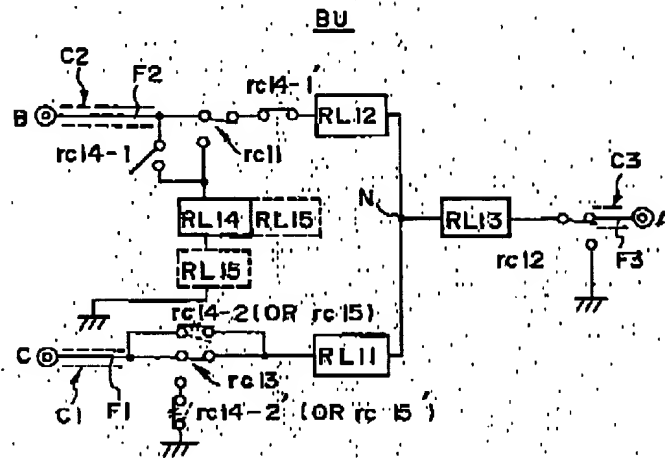 BU
C2
F2
rc14-1'
B
RL12
rc14-1
rc11
C3
N
RL14
RL15
RL13
A
RL15
rc12
F3
rc14-2 (OR rc15)
C
RL11
rc13
C1
F1
rc14-2' (OR rc 15')